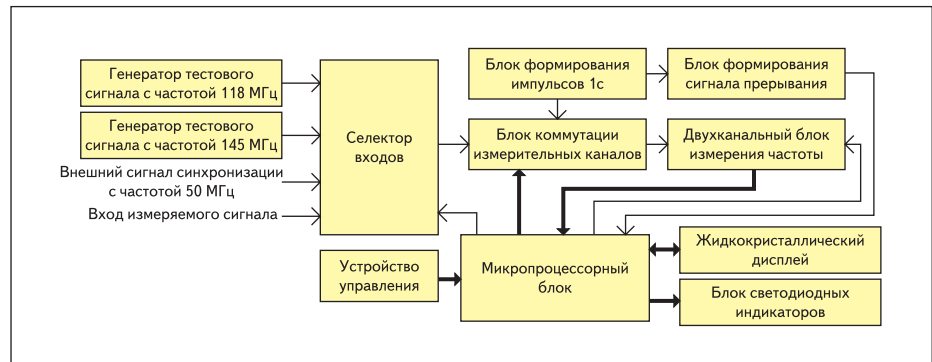 Генератор тестового
сигнала с частотой 118 МГц
Генератор тестового
сигнала с частотой 145 МГц
Внешний сигнал синхронизации
с частотой 50 МГц
Вход измеряемого сигнала
Селектор
входов
Блок формирования
импульсов 1с
Блок формирования
сигнала прерывания
Блок коммутации
измерительных каналов
Двухканальный блок
измерения частоты
Устройство
управления
Микропроцессорный
блок
Жидкокристаллический
дисплей
Блок светодиодных
индикаторов